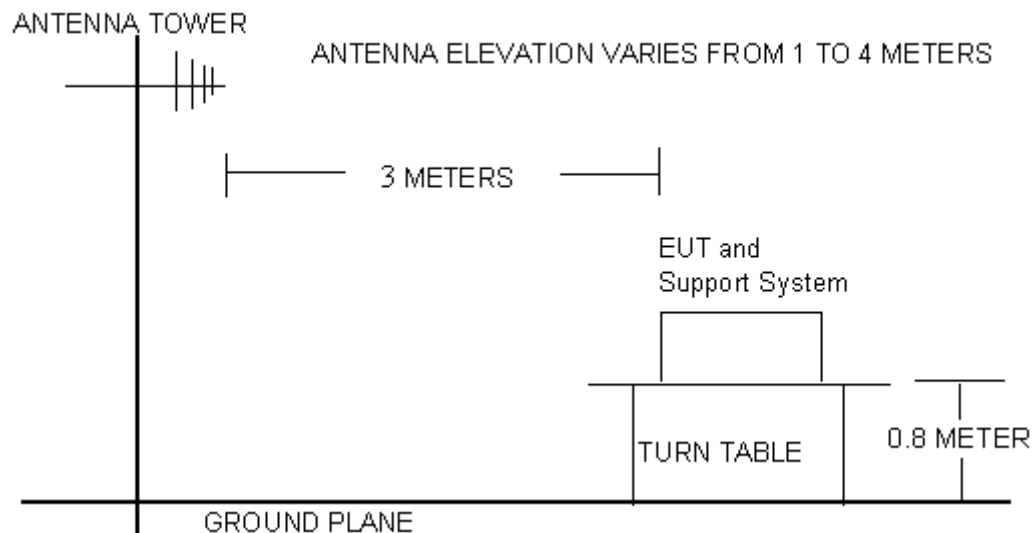 ANTENNA TOWER
ANTENNA ELEVATION VARIES FROM 1 TO 4 METERS
3 METERS
EUT and
Support System
0.8 METER
TURN TABLE
GROUND PLANE